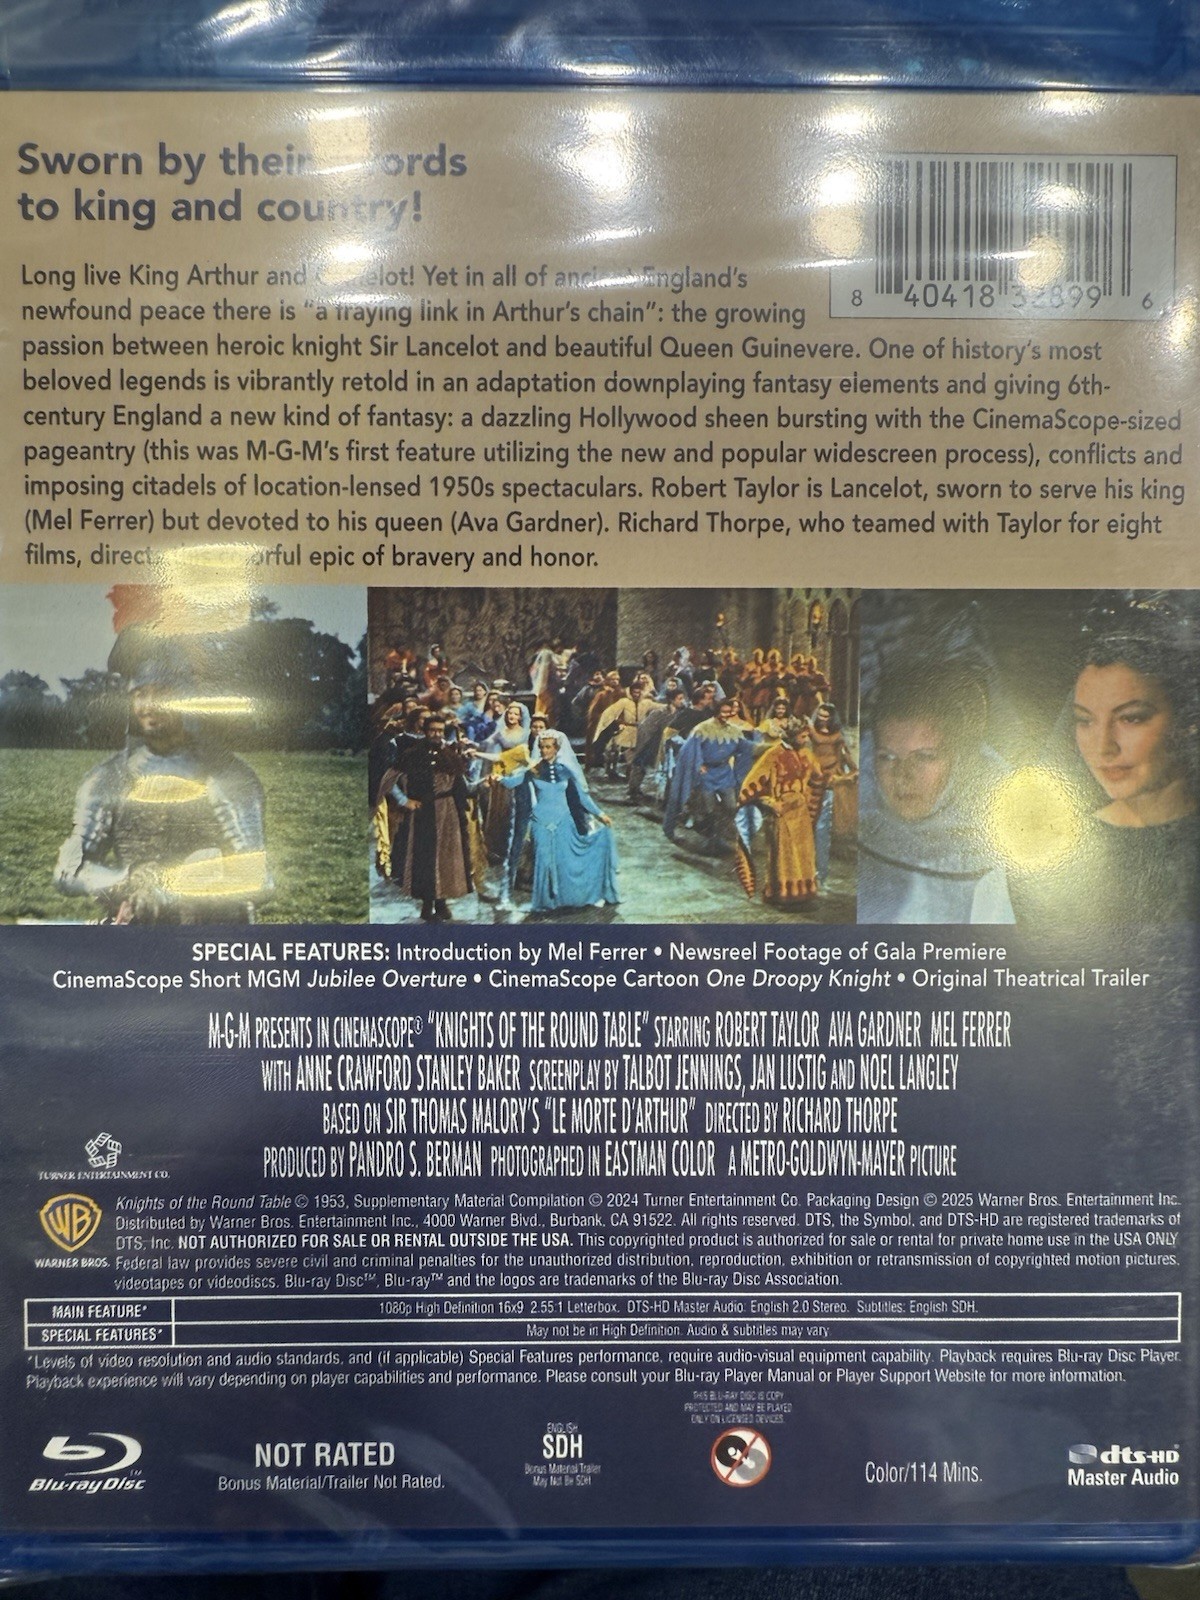 Sworn by their words
to king and country!
Long live King Arthur and Camelot! Yet in all of ancient England's
newfound peace there is "a fraying link in Arthur's chain": the growing
passion between heroic knight Sir Lancelot and beautiful Queen Guinevere. One of history's most
beloved legends is vibrantly retold in an adaptation downplaying fantasy elements and giving 6th-
century England a new kind of fantasy: a dazzling Hollywood sheen bursting with the CinemaScope-sized
pageantry (this was M-G-M's first feature utilizing the new and popular widescreen process), conflicts and
imposing citadels of location-lensed 1950s spectaculars. Robert Taylor is Lancelot, sworn to serve his king
(Mel Ferrer) but devoted to his queen (Ava Gardner). Richard Thorpe, who teamed with Taylor for eight
films, epic of bravery and honor.
8 40418 32899 6
SPECIAL FEATURES: Introduction by Mel Ferrer • Newsreel Footage of Gala Premiere
CinemaScope Short MGM Jubilee Overture • CinemaScope Cartoon One Droopy Knight • Original Theatrical Trailer
M-G-M PRESENTS IN CINEMASCOPE® "KNIGHTS OF THE ROUND TABLE" STARRING ROBERT TAYLOR AVA GARDNER MEL FERRER
WITH ANNE CRAWFORD STANLEY BAKER SCREENPLAY BY TALBOT JENNINGS, JAN LUSTIG AND NOEL LANGLEY
BASED ON SIR THOMAS MALORY'S "LE MORTE D'ARTHUR" DIRECTED BY RICHARD THORPE
PRODUCED BY PANDRO S. BERMAN PHOTOGRAPHED IN EASTMAN COLOR A METRO-GOLDWYN-MAYER PICTURE
TURNER ENTERTAINMENT CO.
WB
WARNER BROS.
Knights of the Round Table © 1953, Supplementary Material Compilation © 2024 Turner Entertainment Co. Packaging Design © 2025 Warner Bros. Entertainment Inc.
Distributed by Warner Bros. Entertainment Inc., 4000 Warner Blvd., Burbank, CA 91522. All rights reserved. DTS, the Symbol, and DTS-HD are registered trademarks of
DTS, Inc. NOT AUTHORIZED FOR SALE OR RENTAL OUTSIDE THE USA. This copyrighted product is authorized for sale or rental for private home use in the USA ONLY.
Federal law provides severe civil and criminal penalties for the unauthorized distribution, reproduction, exhibition or retransmission of copyrighted motion pictures,
videotapes or videodiscs. Blu-ray Disc™, Blu-ray™ and the logos are trademarks of the Blu-ray Disc Association.
MAIN FEATURE* 1080p High Definition 16x9 2.55:1 Letterbox. DTS-HD Master Audio: English 2.0 Stereo. Subtitles: English SDH.
SPECIAL FEATURES* May not be in High Definition. Audio & subtitles may vary.
*Levels of video resolution and audio standards, and (if applicable) Special Features performance, require audio-visual equipment capability. Playback requires Blu-ray Disc Player.
Playback experience will vary depending on player capabilities and performance. Please consult your Blu-ray Player Manual or Player Support Website for more information.
THIS BLU-RAY DISC IS COPY
PROTECTED AND MAY BE PLAYED
ONLY ON LICENSED DEVICES.
Blu-ray Disc™
NOT RATED
Bonus Material/Trailer Not Rated.
ENGLISH
SDH
Bonus Material/Trailer
May Not Be SDH
Color/114 Mins.
dts-HD
Master Audio